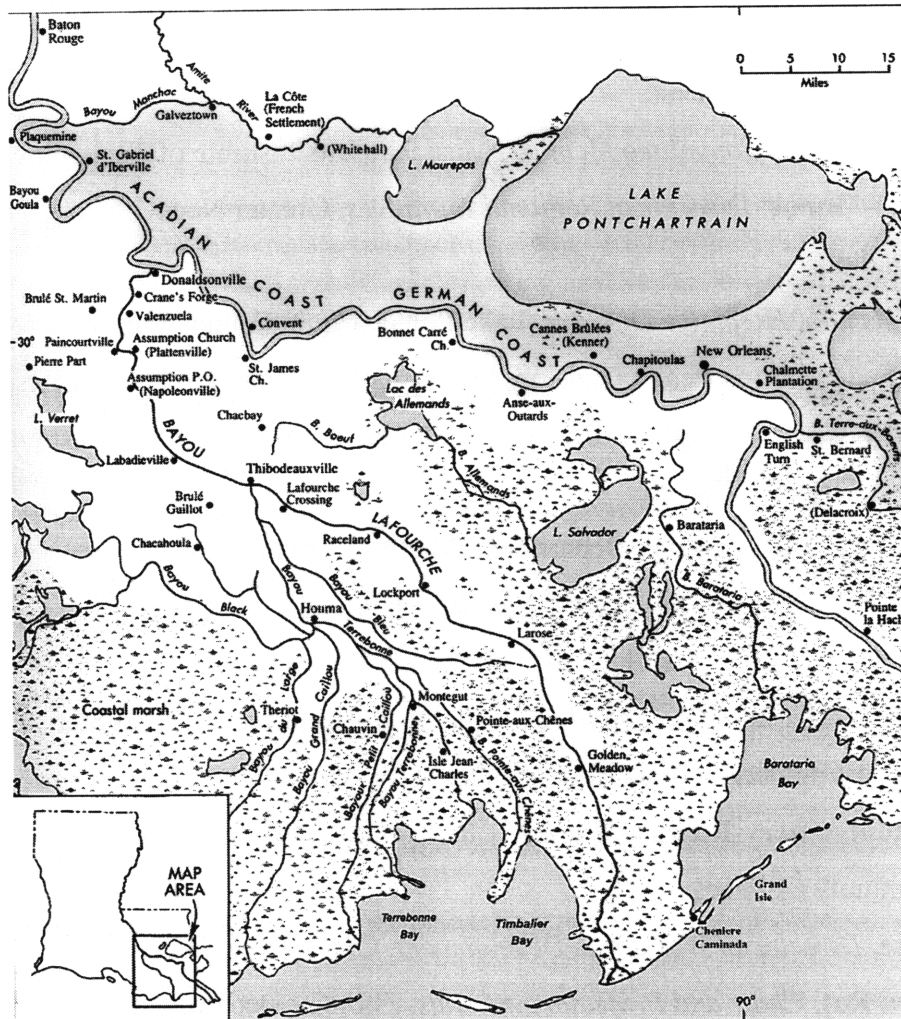 Baton
Rouge
0 5 10 15
Miles
Amite
River
Bayou Manchac
Galveztown
La Côte
(French
Settlement)
(Whitehall)
L. Maurepas
Plaquemine
St. Gabriel
d'Iberville
Bayou
Goula
LAKE
PONTCHARTRAIN
ACADIAN
COAST
GERMAN
COAST
Donaldsonville
Crane's Forge
Brulé St. Martin
Valenzuela
Convent
Bonnet Carré
Ch.
Cannes Brûlées
(Kenner)
30°
Paincourtville
Assumption Church
(Plattenville)
Pierre Part
St. James
Ch.
Chapitoulas
New Orleans
Chalmette
Plantation
Assumption P.O.
(Napoleonville)
Lac des
Allemands
Anse-aux-
Outards
L. Verret
Chacbay
B. Boeuf
B. Terre-aux-Boeufs
BAYOU
LAFOURCHE
English
Turn
St. Bernard
Labadieville
B. Allemands
Thibodeauxville
Lafourche
Crossing
Brulé
Guillot
(Delacroix)
L. Salvador
Barataria
Raceland
Chacahoula
Bayou
Black
Bayou
Terrebonne
Bayou
Bleu
Lockport
B. Barataria
Houma
Pointe
la Hach
Larose
Coastal marsh
Bayou du Large
Theriot
Bayou Grand Caillou
Chauvin
Bayou Petit Caillou
Montegut
Bayou Terrebonne
Pointe-aux-Chênes
Isle Jean-
Charles
B. Pointe-aux-Chênes
Golden
Meadow
Barataria
Bay
MAP
AREA
Grand
Isle
Terrebonne
Bay
Timbalier
Bay
Cheniere
Caminada
90°